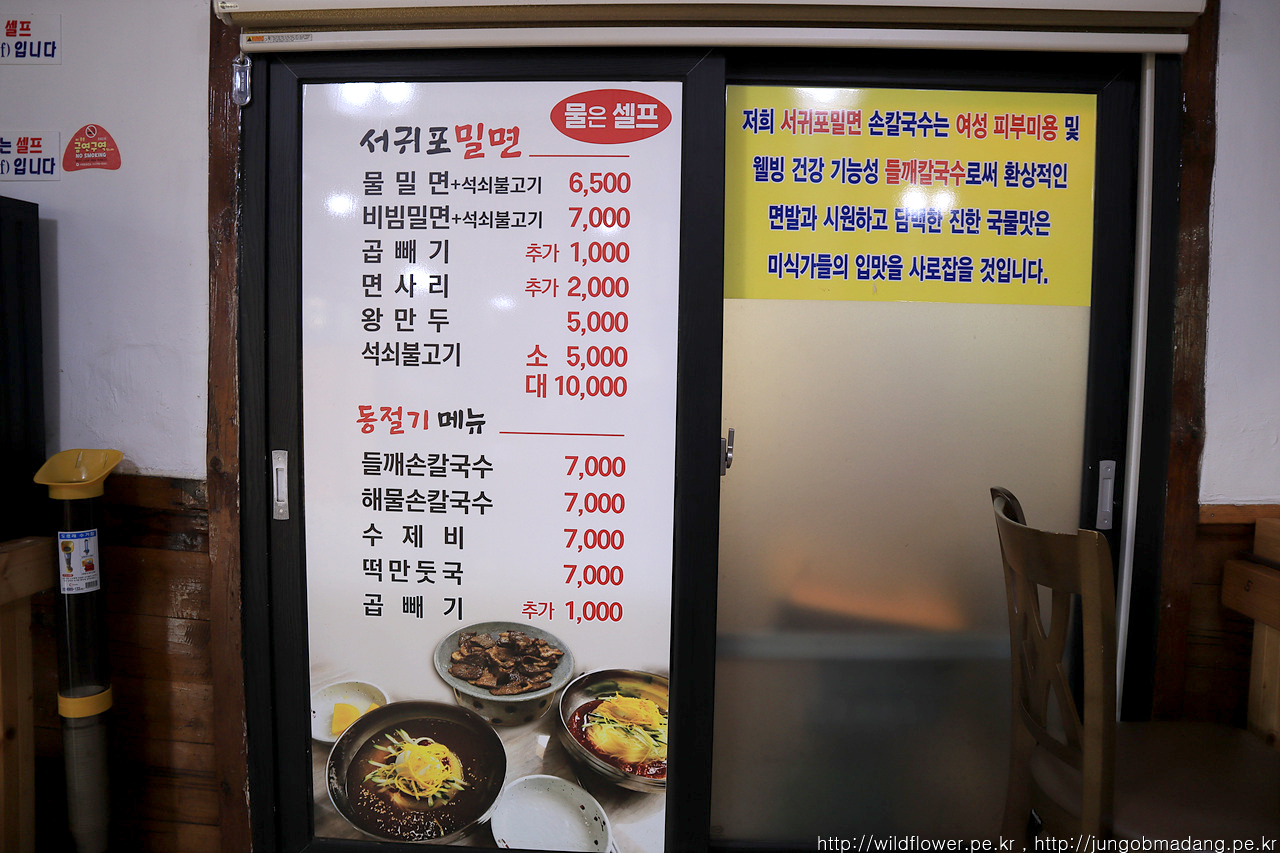 셀프
f) 입니다
는 셀프
f) 입니다
금연구역
NO SMOKING
물은 셀프
서귀포밀면
물 밀 면+석쇠불고기 6,500
비빔밀면+석쇠불고기 7,000
곱 빼 기 추가 1,000
면 사 리 추가 2,000
왕 만 두 5,000
석쇠불고기 소 5,000
대 10,000
동절기 메뉴
들깨손칼국수 7,000
해물손칼국수 7,000
수 제 비 7,000
떡만둣국 7,000
곱 빼 기 추가 1,000
저희 서귀포밀면 손칼국수는 여성 피부미용 및
웰빙 건강 기능성 들깨칼국수로써 환상적인
면발과 시원하고 담백한 진한 국물맛은
미식가들의 입맛을 사로잡을 것입니다.
http://wildflower.pe.kr , http://jungobmadang.pe.kr